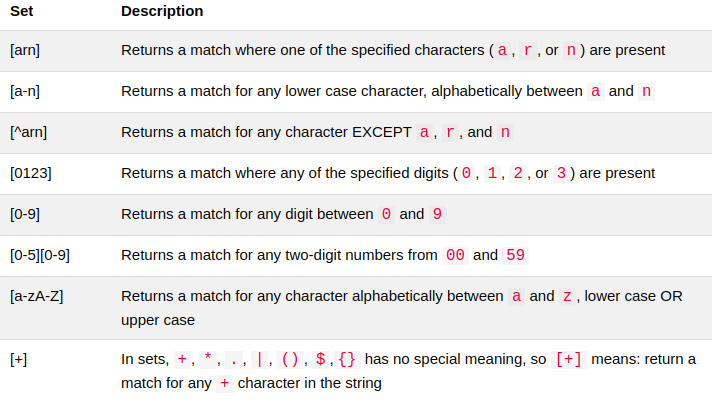 Set Description
[arn] Returns a match where one of the specified characters ( a , r , or n ) are present
[a-n] Returns a match for any lower case character, alphabetically between a and n
[^arn] Returns a match for any character EXCEPT a , r , and n
[0123] Returns a match where any of the specified digits ( 0 , 1 , 2 , or 3 ) are present
[0-9] Returns a match for any digit between 0 and 9
[0-5][0-9] Returns a match for any two-digit numbers from 00 and 59
[a-zA-Z] Returns a match for any character alphabetically between a and z , lower case OR
upper case
[+] In sets, + , * , . , | , () , $ , {} has no special meaning, so [+] means: return a
match for any + character in the string